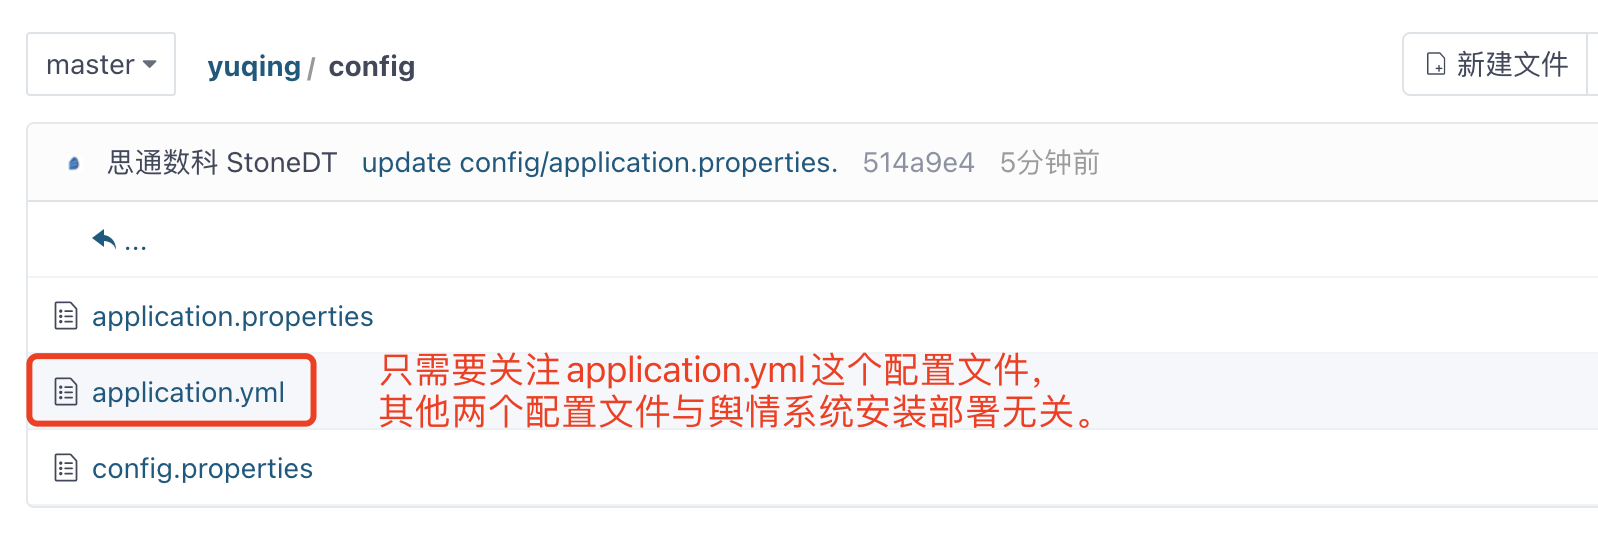 master
yuqing / config
新建文件
思通数科 StoneDT update config/application.properties. 514a9e4 5分钟前
...
application.properties
application.yml
只需要关注application.yml这个配置文件，
其他两个配置文件与舆情系统安装部署无关。
config.properties